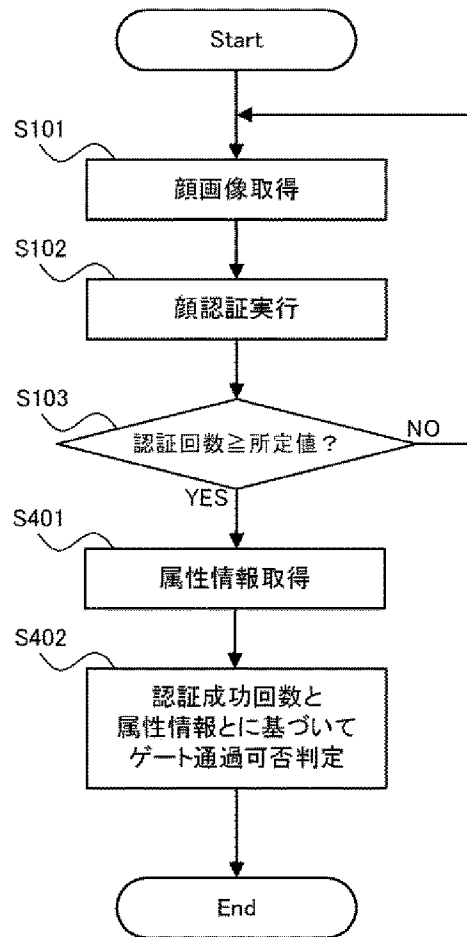 Start
S101
顔画像取得
S102
顔認証実行
S103
認証回数≧所定値？
NO
YES
S401
属性情報取得
S402
認証成功回数と
属性情報とに基づいて
ゲート通過可否判定
End